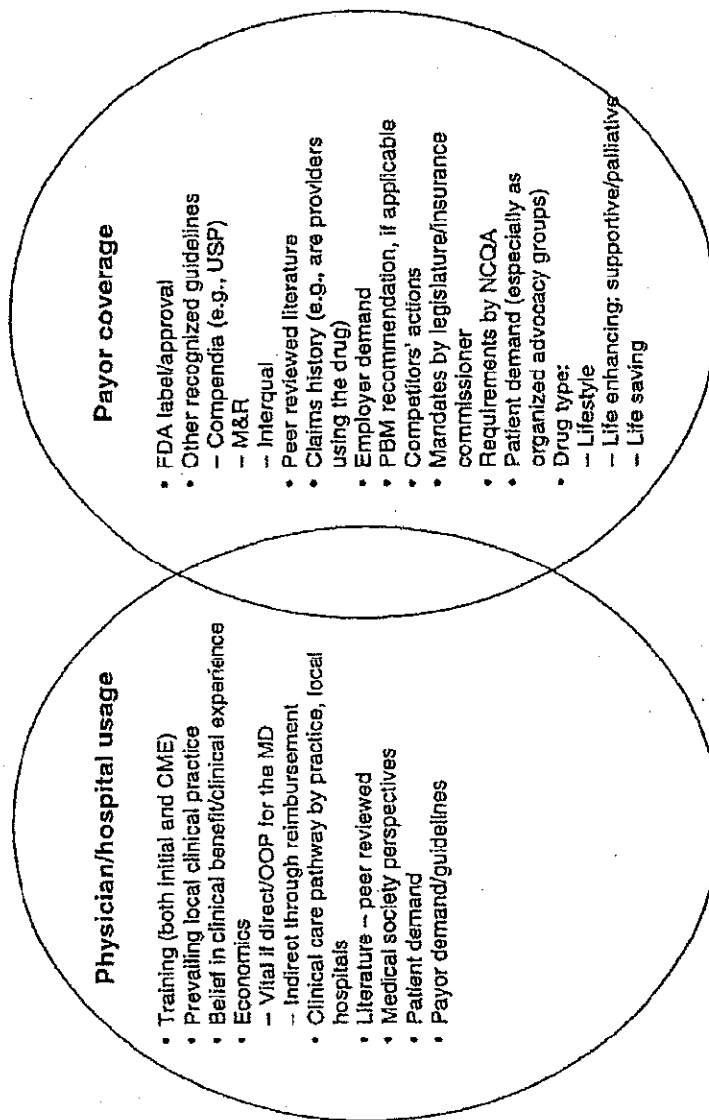 Physician/hospital usage
• Training (both initial and CME)
• Prevailing local clinical practice
• Belief in clinical benefit/clinical experience
• Economics
– Vital if direct/OOP for the MD
– Indirect through reimbursement
• Clinical care pathway by practice, local
hospitals
• Literature – peer reviewed
• Medical society perspectives
• Patient demand
• Payor demand/guidelines
Payor coverage
• FDA label/approval
• Other recognized guidelines
– Compendia (e.g., USP)
– M&R
– Interqual
• Peer reviewed literature
• Claims history (e.g., are providers
using the drug)
• Employer demand
• PBM recommendation, if applicable
• Competitors' actions
• Mandates by legislature/insurance
commissioner
• Requirements by NCQA
• Patient demand (especially as
organized advocacy groups)
• Drug type:
– Lifestyle
– Life enhancing; supportive/palliative
– Life saving